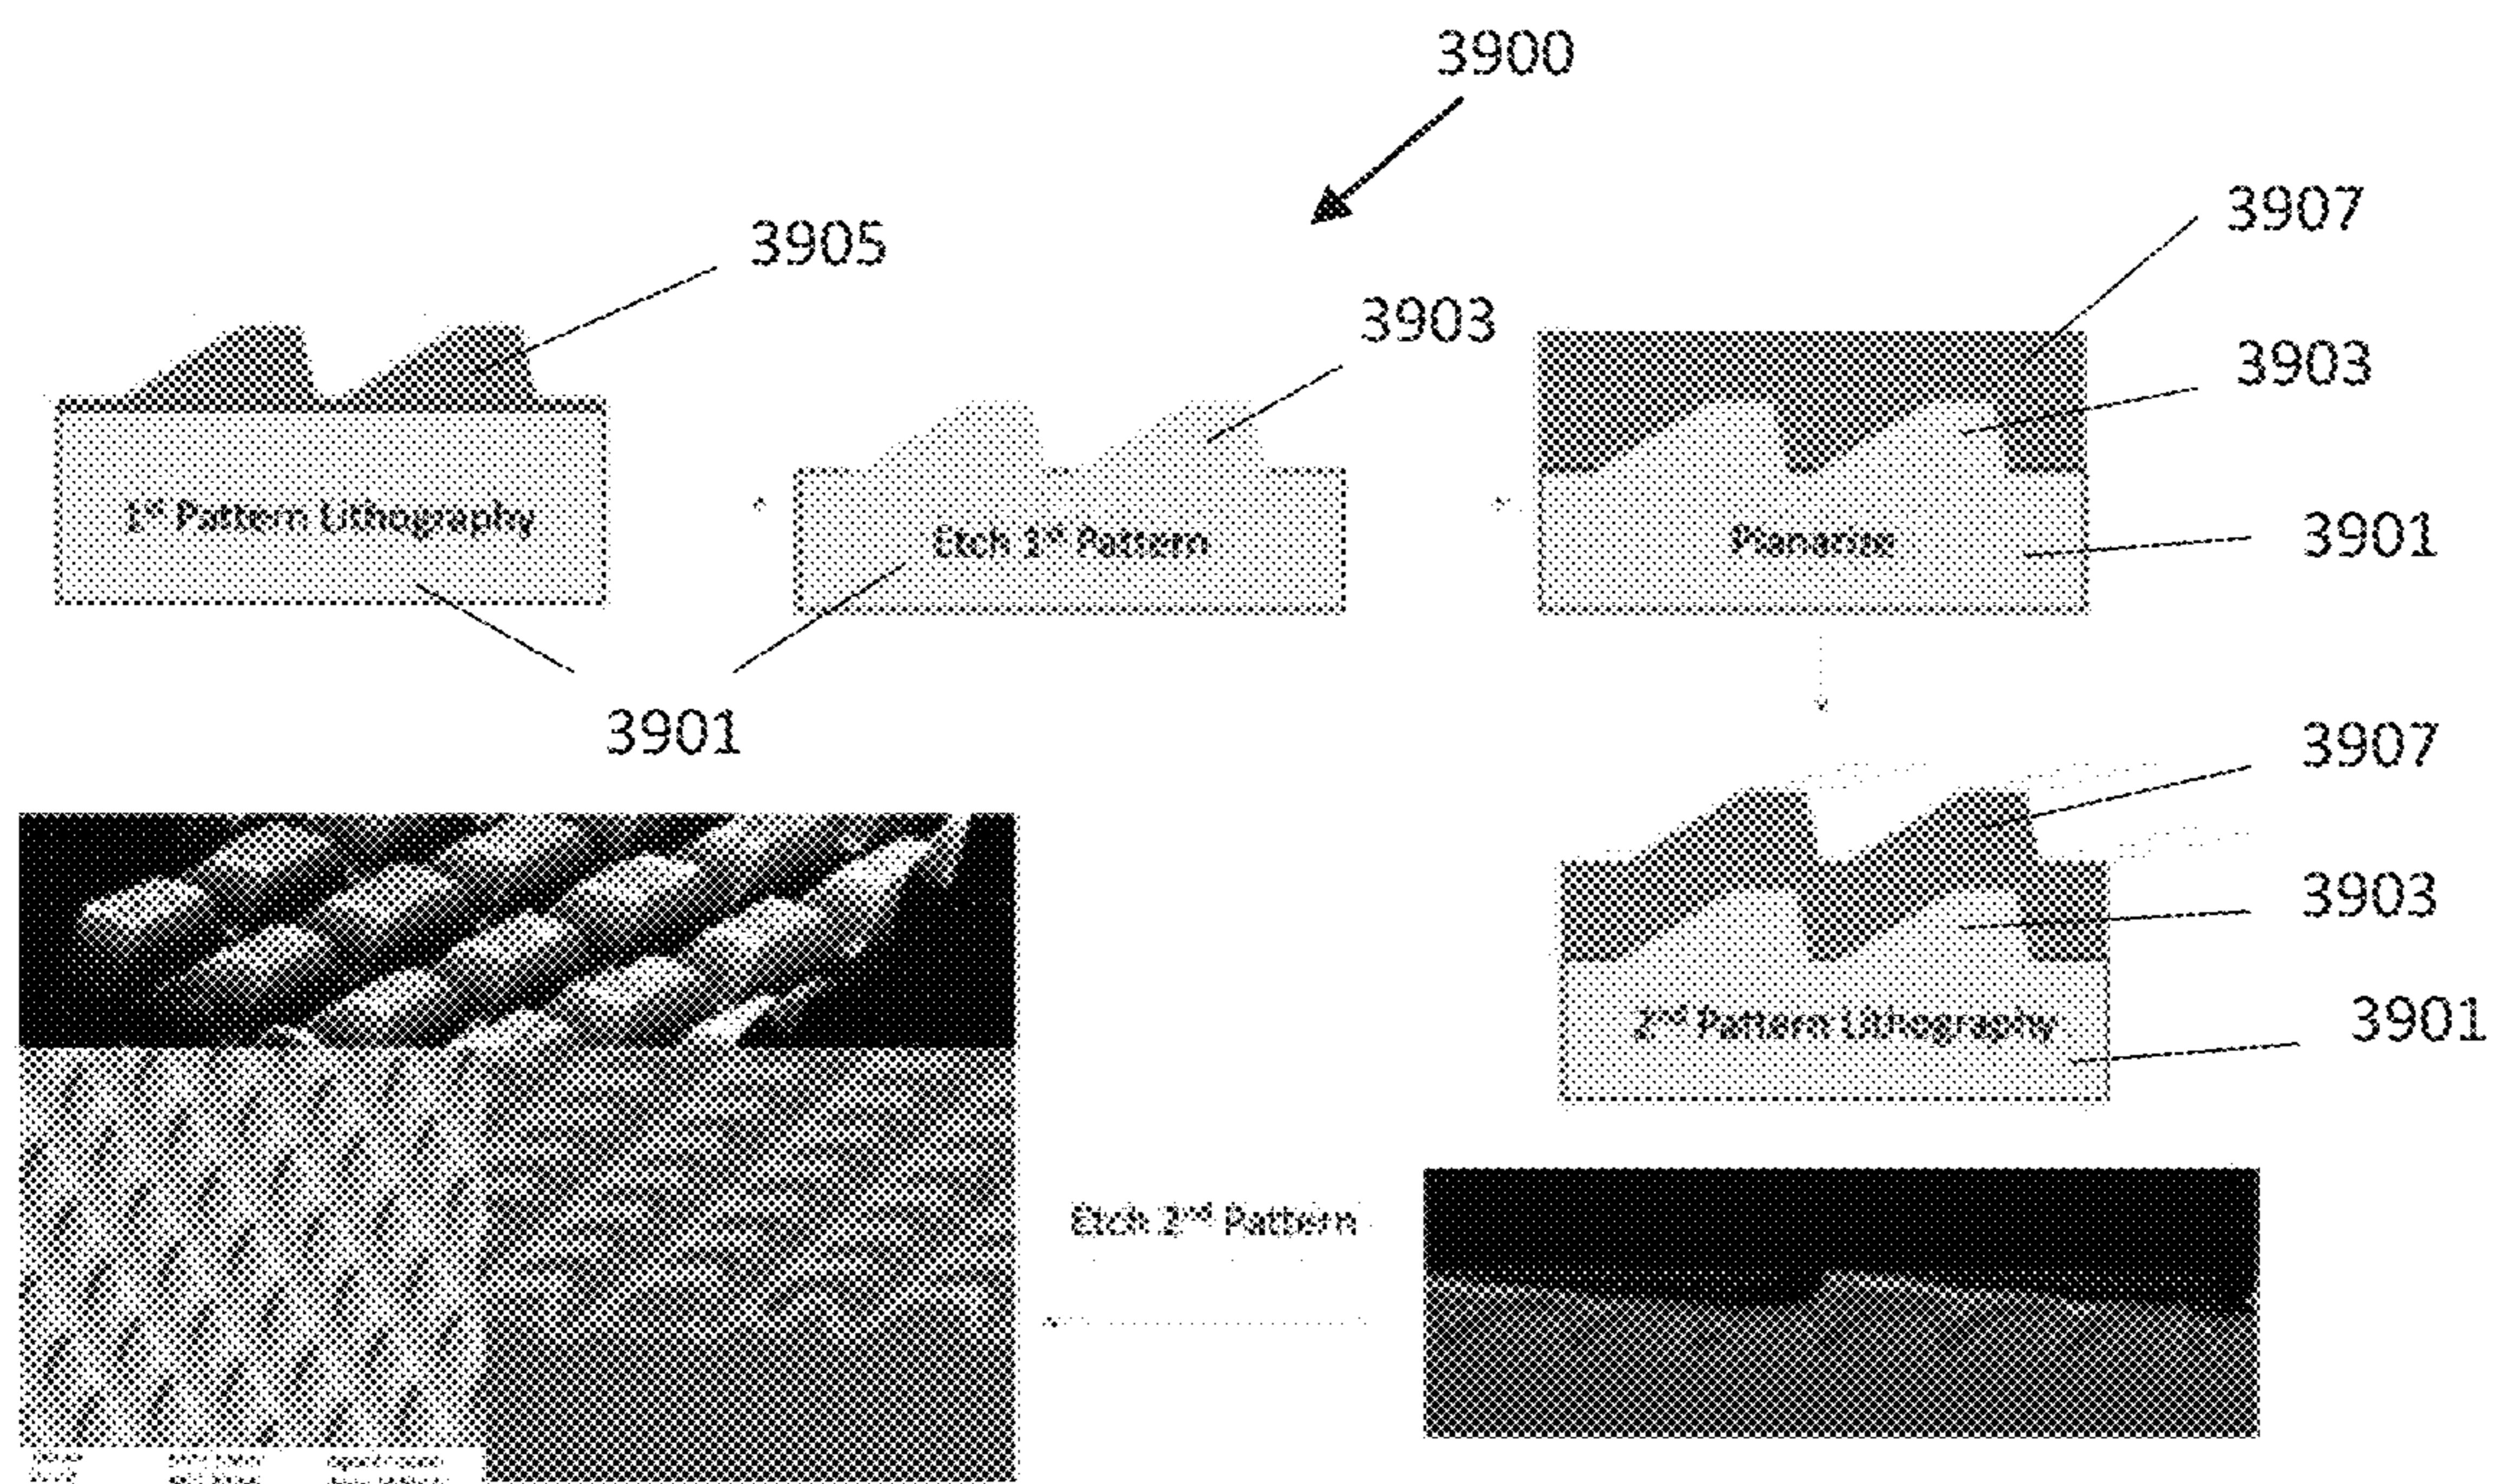 3900
3907
3905
3903
3903
1st Pattern Lithography
Etch 1st Pattern
Planarize
3901
3901
3907
3903
2nd Pattern Lithography
3901
Etch 2nd Pattern